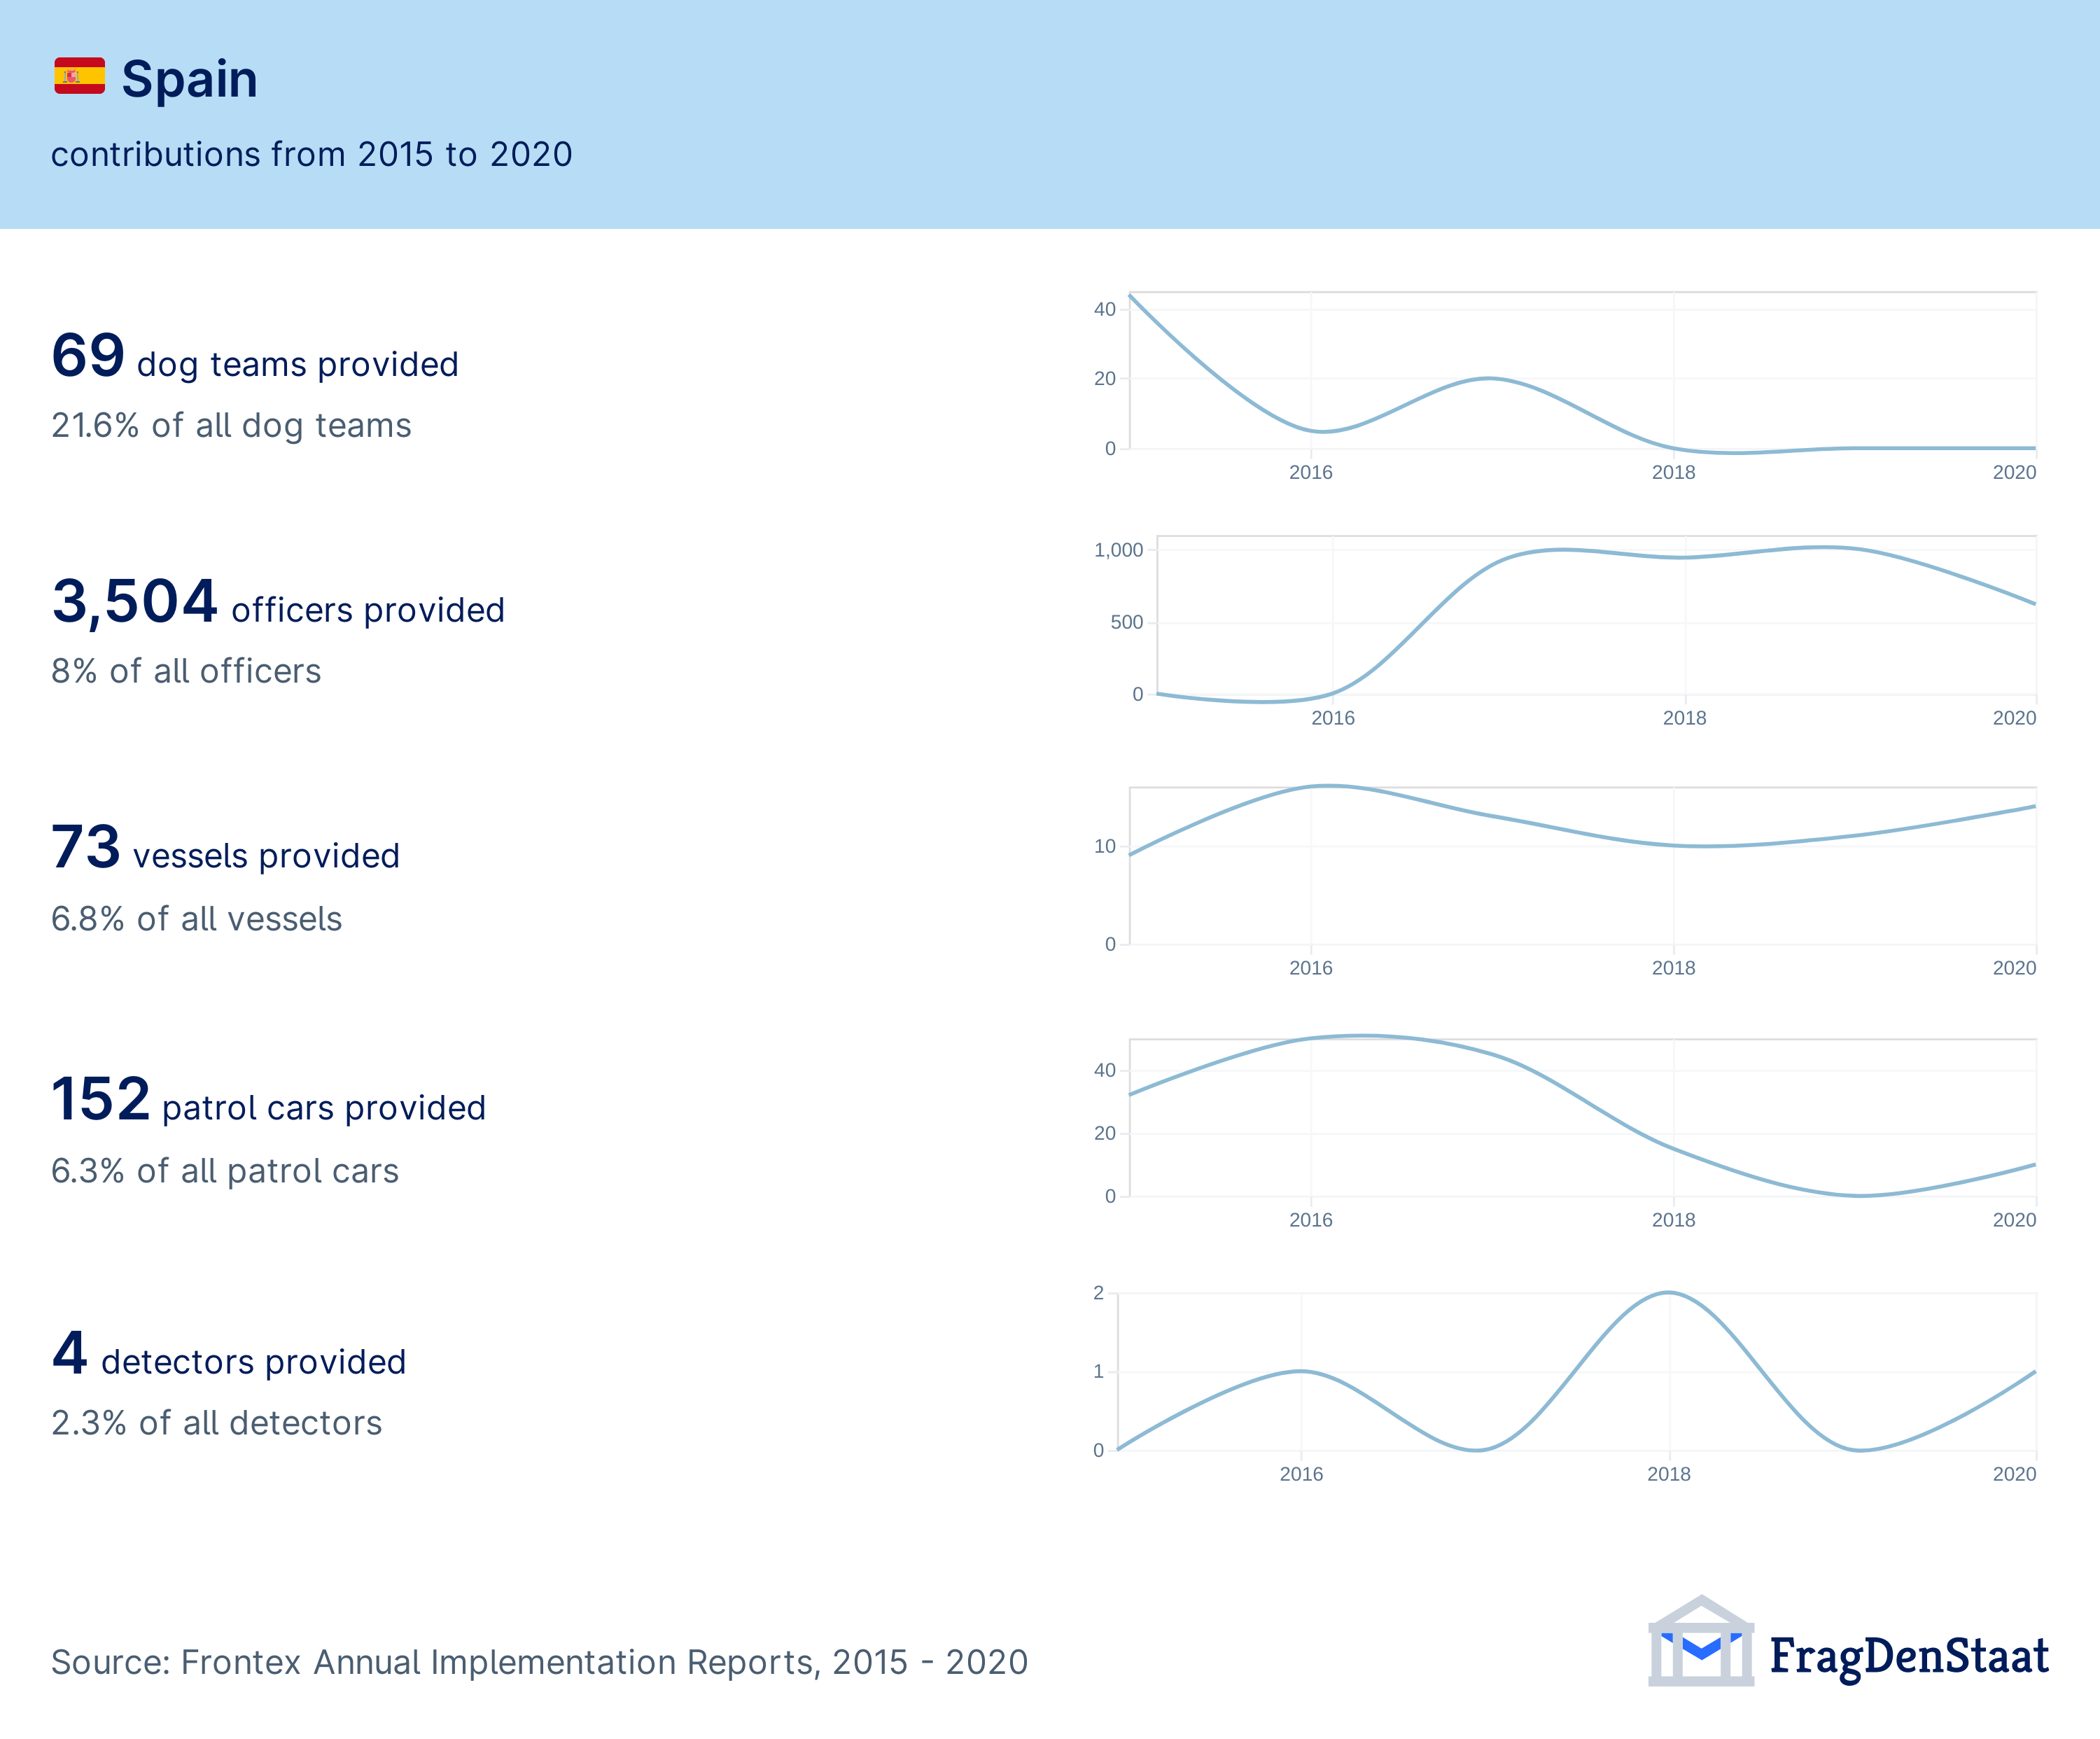 Spain
contributions from 2015 to 2020
69 dog teams provided
21.6% of all dog teams
40
20
0
2016 2018 2020
3,504 officers provided
8% of all officers
1,000
500
0
2016 2018 2020
73 vessels provided
6.8% of all vessels
10
0
2016 2018 2020
152 patrol cars provided
6.3% of all patrol cars
40
20
0
2016 2018 2020
4 detectors provided
2.3% of all detectors
2
1
0
2016 2018 2020
Source: Frontex Annual Implementation Reports, 2015 - 2020
FragDenStaat